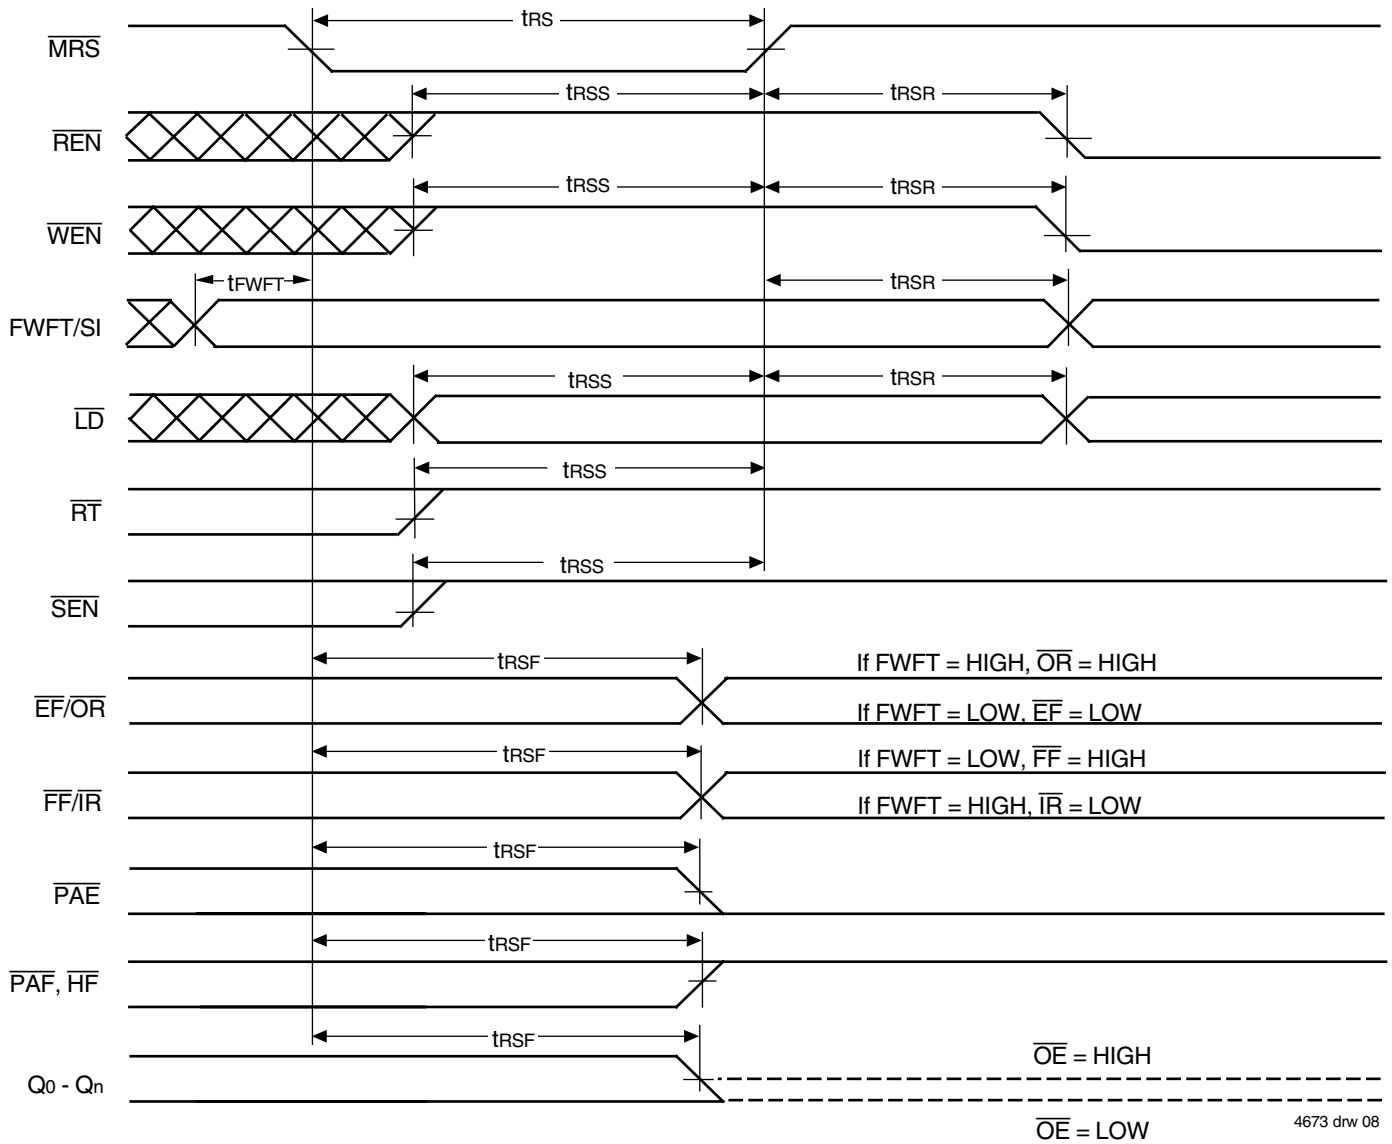 tRS
MRS
tRSS tRSR
REN
tRSS tRSR
WEN
tFWFT tRSR
FWFT/SI
tRSS tRSR
LD
tRSS
RT
tRSS
SEN
tRSF If FWFT = HIGH, OR = HIGH
EF/OR If FWFT = LOW, EF = LOW
tRSF If FWFT = LOW, FF = HIGH
FF/IR If FWFT = HIGH, IR = LOW
tRSF
PAE
tRSF
PAF, HF
tRSF
OE = HIGH
Q0 - Qn
OE = LOW
4673 drw 08